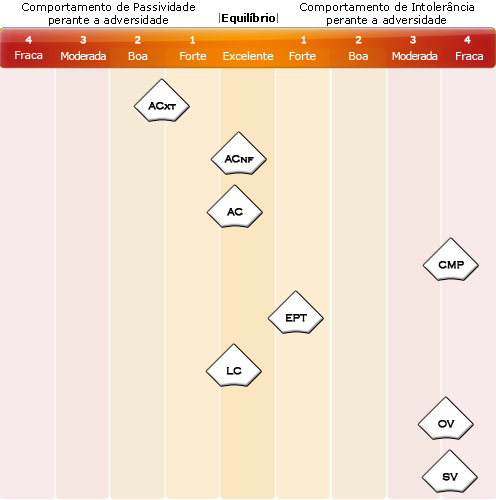 Comportamento de Passividade
perante a adversidade
|Equilíbrio|
Comportamento de Intolerância
perante a adversidade
4 3 2 1 1 2 3 4
Fraca Moderada Boa Forte Excelente Forte Boa Moderada Fraca
ACXT
ACNF
AC
CMP
EPT
LC
OV
SV